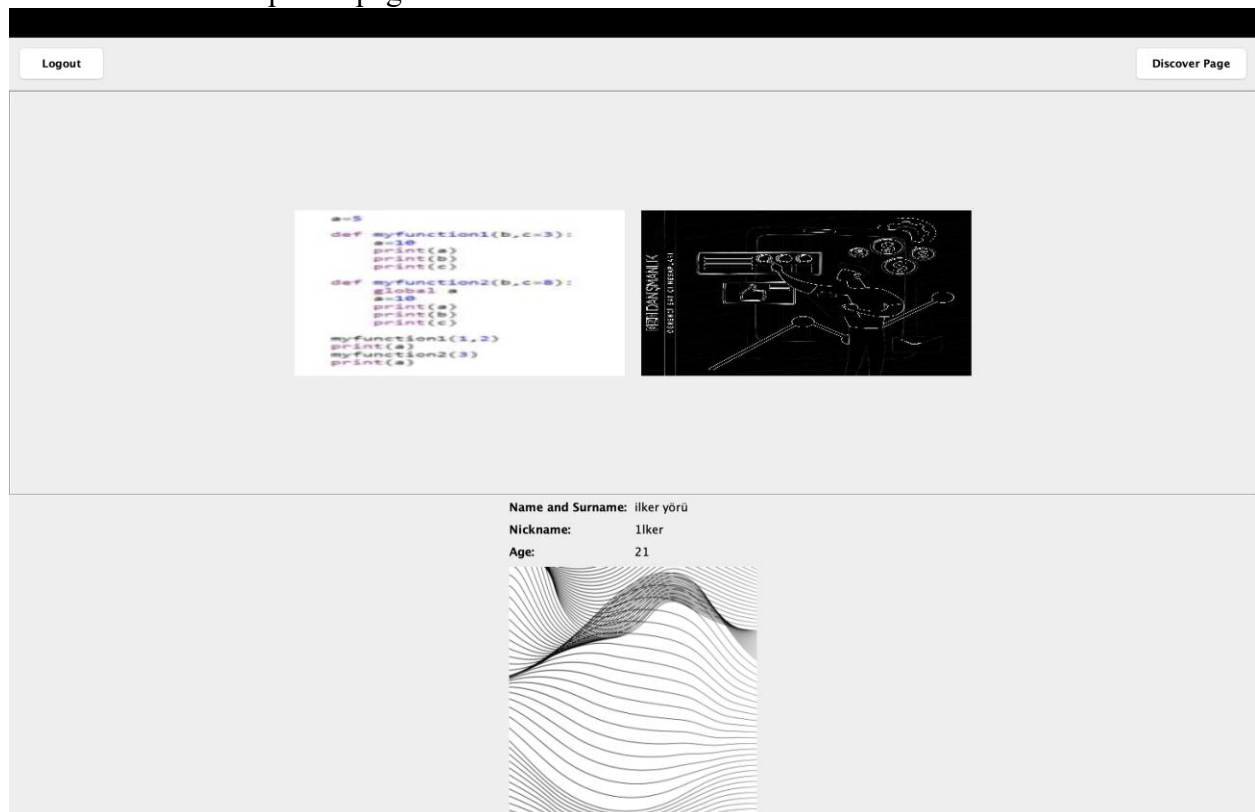 Logout
Discover Page
a=5
def myfunction1(b,c=3):
a=10
print(a)
print(b)
print(c)
def myfunction2(b,c=8):
global a
a=10
print(a)
print(b)
print(c)
myfunction1(1,2)
print(a)
myfunction2(3)
print(a)
Name and Surname: ilker yörü
Nickname: 1lker
Age: 21